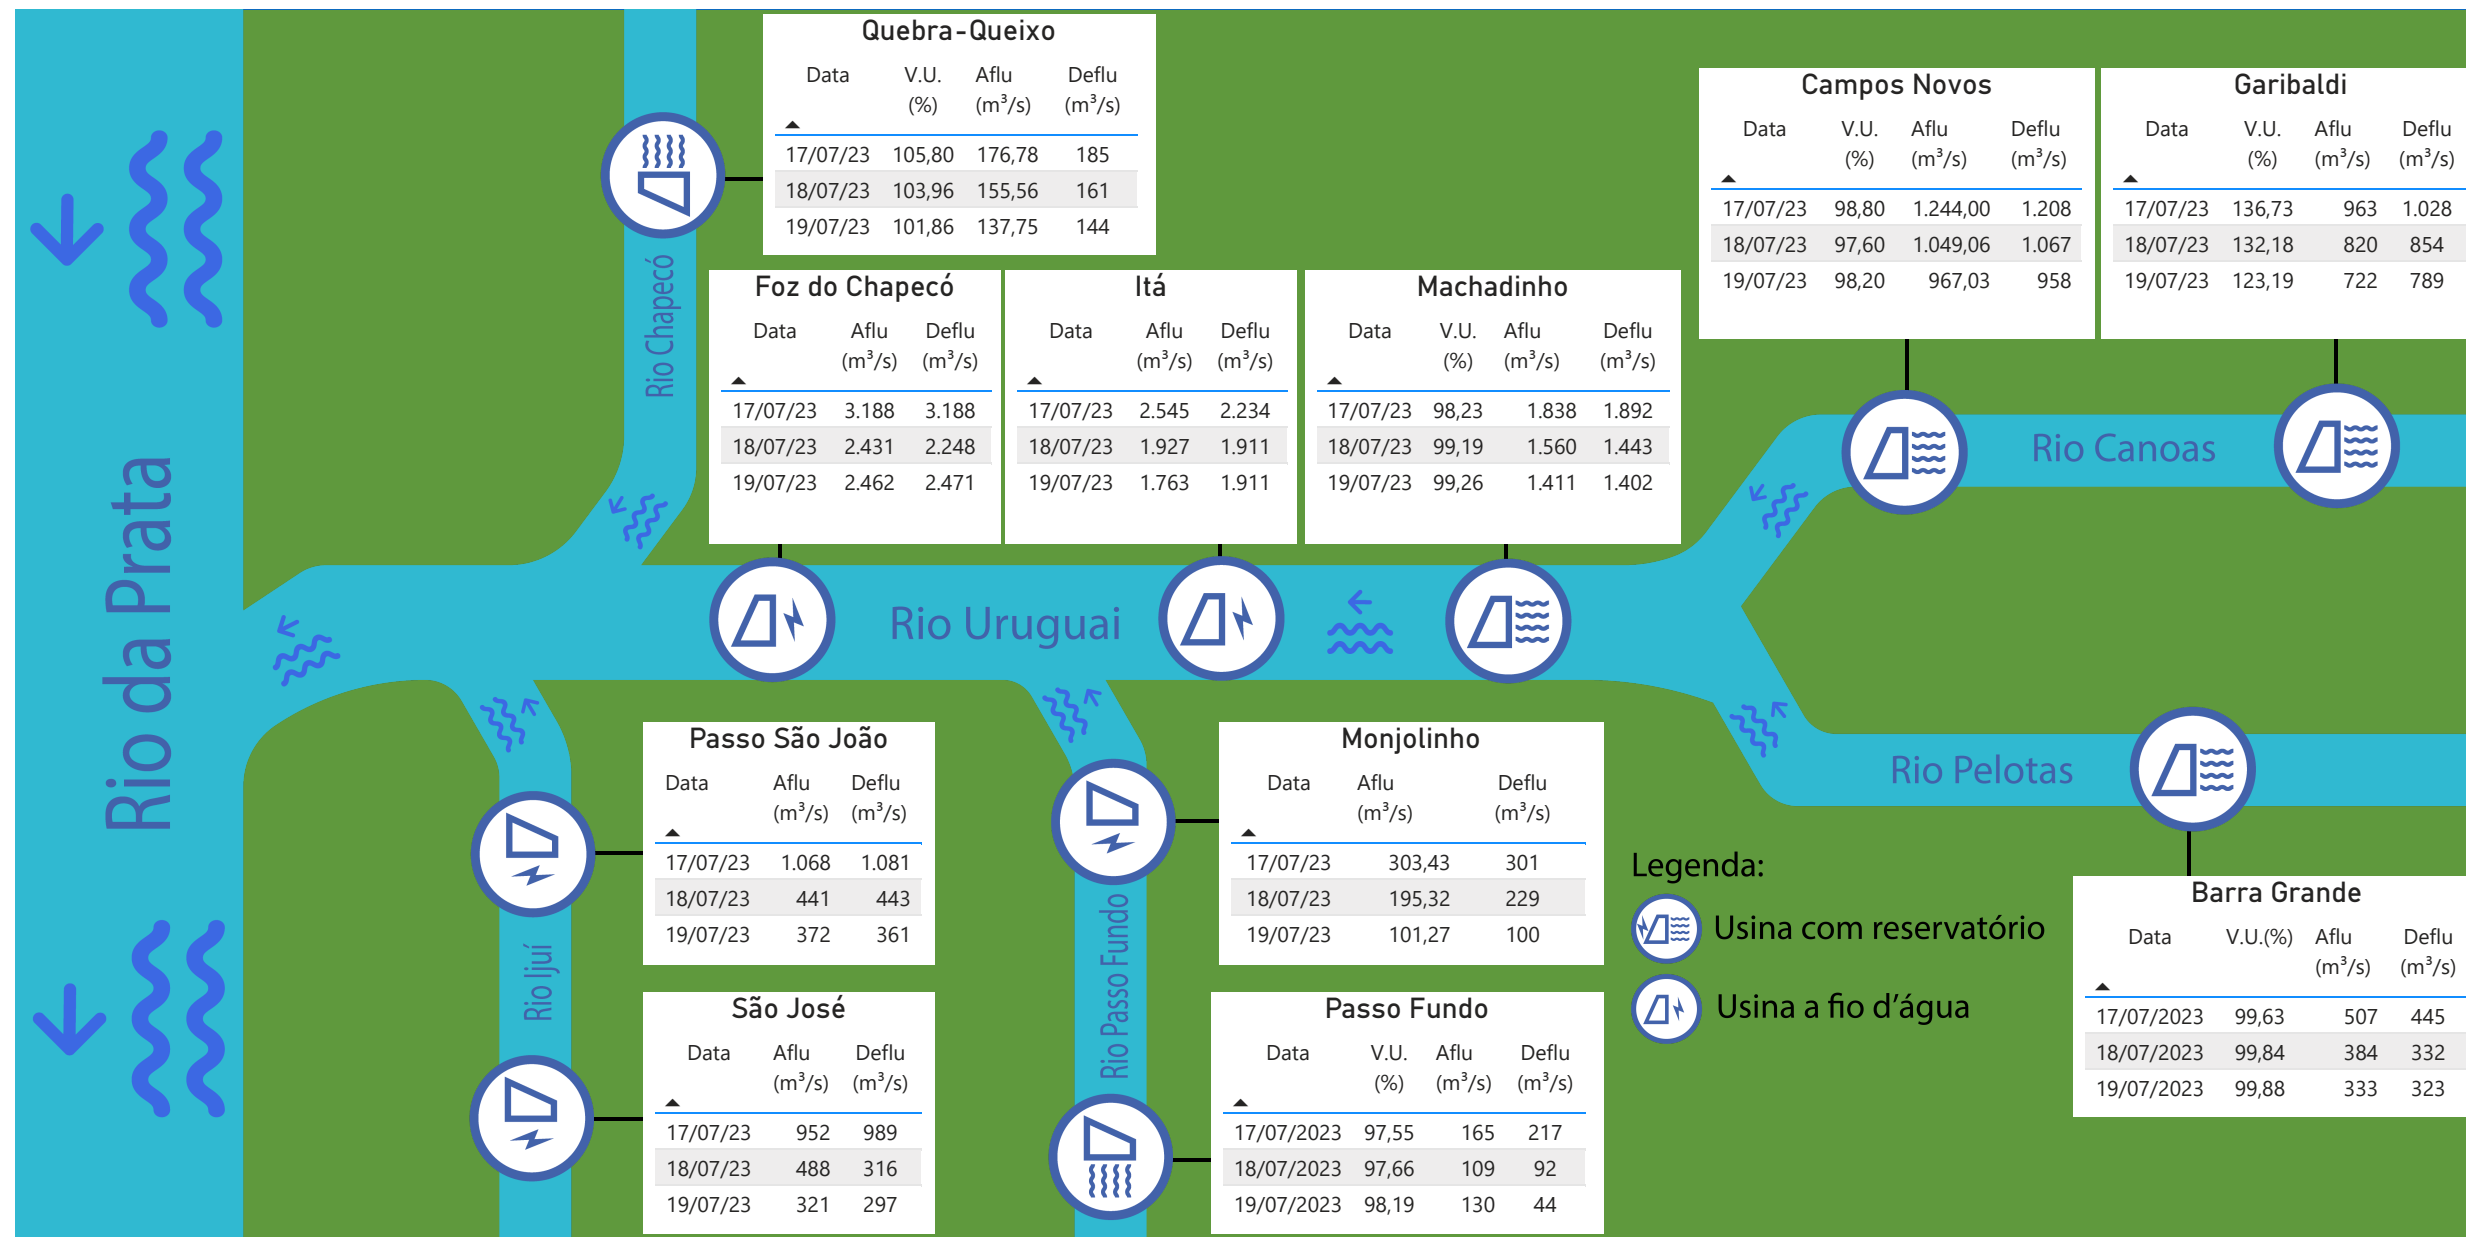 Quebra-Queixo
Data V.U. Aflu Deflu
(%) (m³/s) (m³/s)
17/07/23 105,80 176,78 185
18/07/23 103,96 155,56 161
19/07/23 101,86 137,75 144
Campos Novos
Data V.U. Aflu Deflu
(%) (m³/s) (m³/s)
17/07/23 98,80 1.244,00 1.208
18/07/23 97,60 1.049,06 1.067
19/07/23 98,20 967,03 958
Garibaldi
Data V.U. Aflu Deflu
(%) (m³/s) (m³/s)
17/07/23 136,73 963 1.028
18/07/23 132,18 820 854
19/07/23 123,19 722 789
Rio Chapecó
Foz do Chapecó
Data Aflu Deflu
(m³/s) (m³/s)
17/07/23 3.188 3.188
18/07/23 2.431 2.248
19/07/23 2.462 2.471
Itá
Data Aflu Deflu
(m³/s) (m³/s)
17/07/23 2.545 2.234
18/07/23 1.927 1.911
19/07/23 1.763 1.911
Machadinho
Data V.U. Aflu Deflu
(%) (m³/s) (m³/s)
17/07/23 98,23 1.838 1.892
18/07/23 99,19 1.560 1.443
19/07/23 99,26 1.411 1.402
Rio Canoas
Rio da Prata
Rio Uruguai
Rio Pelotas
Passo São João
Data Aflu Deflu
(m³/s) (m³/s)
17/07/23 1.068 1.081
18/07/23 441 443
19/07/23 372 361
Monjolinho
Data Aflu Deflu
(m³/s) (m³/s)
17/07/23 303,43 301
18/07/23 195,32 229
19/07/23 101,27 100
Legenda:
Usina com reservatório
Usina a fio d’água
Barra Grande
Data V.U.(%) Aflu Deflu
(m³/s) (m³/s)
17/07/2023 99,63 507 445
18/07/2023 99,84 384 332
19/07/2023 99,88 333 323
Rio Ijuí
Rio Passo Fundo
São José
Data Aflu Deflu
(m³/s) (m³/s)
17/07/23 952 989
18/07/23 488 316
19/07/23 321 297
Passo Fundo
Data V.U. Aflu Deflu
(%) (m³/s) (m³/s)
17/07/2023 97,55 165 217
18/07/2023 97,66 109 92
19/07/2023 98,19 130 44